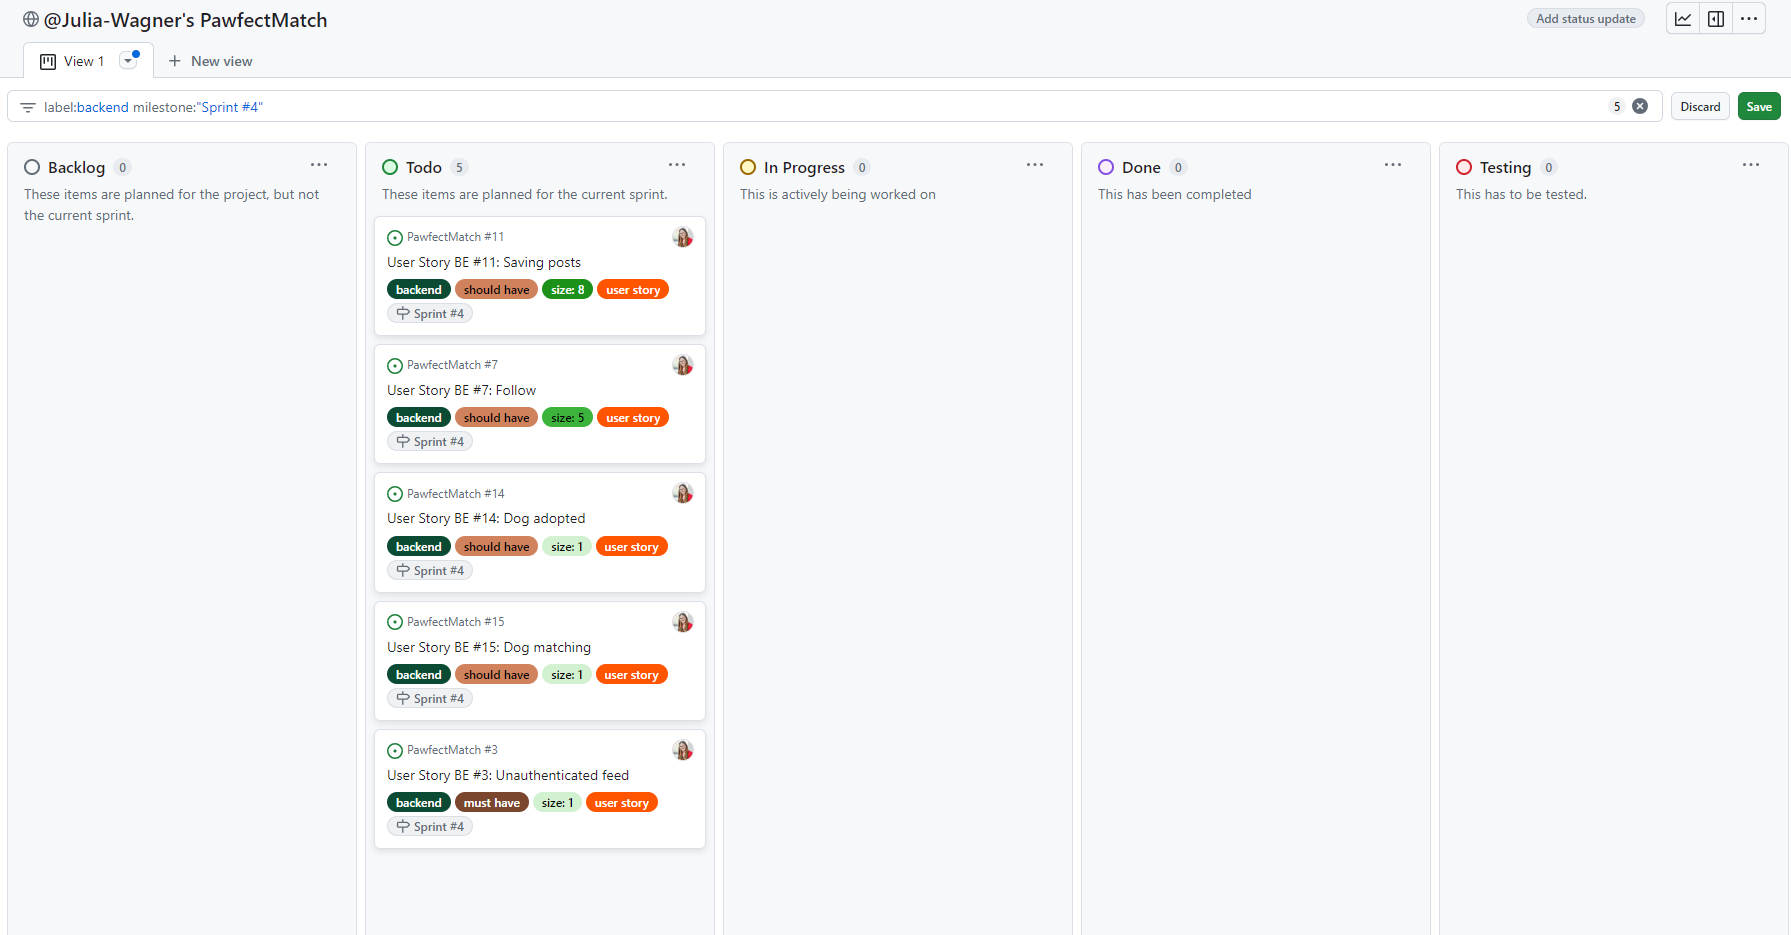 @Julia-Wagner's PawfectMatch
Add status update
View 1
New view
label:backend milestone:"Sprint #4"
5
Discard
Save
Backlog 0
These items are planned for the project, but not
the current sprint.
Todo 5
These items are planned for the current sprint.
PawfectMatch #11
User Story BE #11: Saving posts
backend should have size: 8 user story
Sprint #4
PawfectMatch #7
User Story BE #7: Follow
backend should have size: 5 user story
Sprint #4
PawfectMatch #14
User Story BE #14: Dog adopted
backend should have size: 1 user story
Sprint #4
PawfectMatch #15
User Story BE #15: Dog matching
backend should have size: 1 user story
Sprint #4
PawfectMatch #3
User Story BE #3: Unauthenticated feed
backend must have size: 1 user story
Sprint #4
In Progress 0
This is actively being worked on
Done 0
This has been completed
Testing 0
This has to be tested.